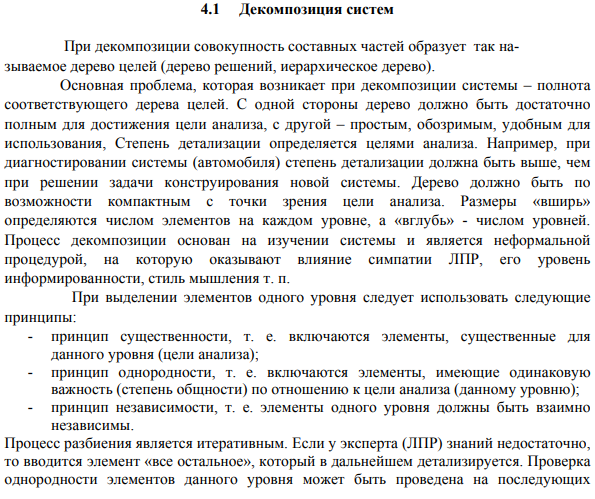 4.1 Декомпозиция систем
При декомпозиции совокупность составных частей образует так на-
зываемое дерево целей (дерево решений, иерархическое дерево).
Основная проблема, которая возникает при декомпозиции системы – полнота
соответствующего дерева целей. С одной стороны дерево должно быть достаточно
полным для достижения цели анализа, с другой – простым, обозримым, удобным для
использования, Степень детализации определяется целями анализа. Например, при
диагностировании системы (автомобиля) степень детализации должна быть выше, чем
при решении задачи конструирования новой системы. Дерево должно быть по
возможности компактным с точки зрения цели анализа. Размеры «вширь»
определяются числом элементов на каждом уровне, а «вглубь» - числом уровней.
Процесс декомпозиции основан на изучении системы и является неформальной
процедурой, на которую оказывают влияние симпатии ЛПР, его уровень
информированности, стиль мышления т. п.
При выделении элементов одного уровня следует использовать следующие
принципы:
- принцип существенности, т. е. включаются элементы, существенные для
данного уровня (цели анализа);
- принцип однородности, т. е. включаются элементы, имеющие одинаковую
важность (степень общности) по отношению к цели анализа (данному уровню);
- принцип независимости, т. е. элементы одного уровня должны быть взаимно
независимы.
Процесс разбиения является итеративным. Если у эксперта (ЛПР) знаний недостаточно,
то вводится элемент «все остальное», который в дальнейшем детализируется. Проверка
однородности элементов данного уровня может быть проведена на последующих